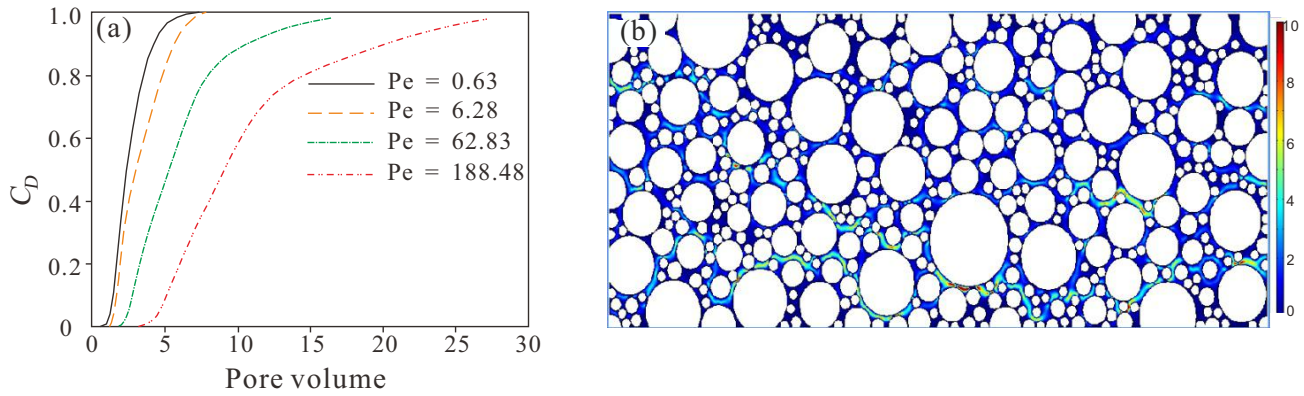 (a)
1.0
0.8
0.6
0.4
0.2
0
C_D
0 5 10 15 20 25 30
Pore volume
Pe = 0.63
Pe = 6.28
Pe = 62.83
Pe = 188.48
(b)
10
8
6
4
2
0